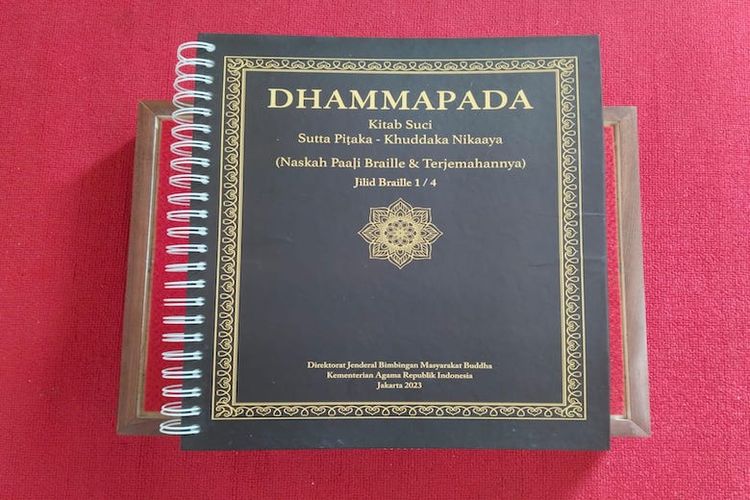 DHAMMAPADA
Kitab Suci
Sutta Piṭaka - Khuddaka Nikaaya
(Naskah Paaḷi Braille & Terjemahannya)
Jilid Braille 1 / 4
Direktorat Jenderal Bimbingan Masyarakat Buddha
Kementerian Agama Republik Indonesia
Jakarta 2023